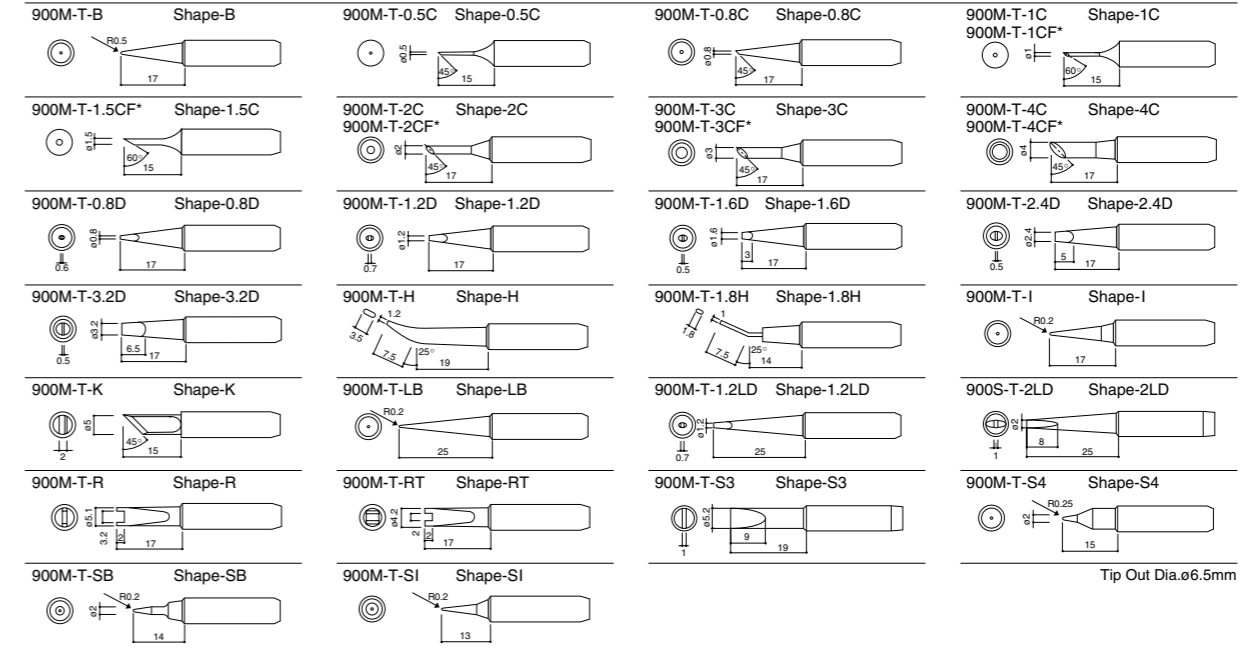 900M-T-B Shape-B
R0.5
17
900M-T-0.5C Shape-0.5C
ø0.5
45°
15
900M-T-0.8C Shape-0.8C
ø0.8
45°
17
900M-T-1C Shape-1C
900M-T-1CF*
ø1
60°
15
900M-T-1.5CF* Shape-1.5C
ø1.5
60°
15
900M-T-2C Shape-2C
900M-T-2CF*
ø2
45°
17
900M-T-3C Shape-3C
900M-T-3CF*
ø3
45°
17
900M-T-4C Shape-4C
900M-T-4CF*
ø4
45°
17
900M-T-0.8D Shape-0.8D
ø0.8
0.6
17
900M-T-1.2D Shape-1.2D
ø1.2
0.7
17
900M-T-1.6D Shape-1.6D
ø1.6
3
0.5
17
900M-T-2.4D Shape-2.4D
ø2.4
5
0.5
17
900M-T-3.2D Shape-3.2D
ø3.2
6.5
0.5
17
900M-T-H Shape-H
1.2
3.5
7.5
25°
19
900M-T-1.8H Shape-1.8H
1
1.8
7.5
25°
14
900M-T-I Shape-I
R0.2
17
900M-T-K Shape-K
ø5
45°
2
15
900M-T-LB Shape-LB
R0.2
25
900M-T-1.2LD Shape-1.2LD
ø1.2
0.7
25
900S-T-2LD Shape-2LD
ø2
8
1
25
900M-T-R Shape-R
ø5.1
3.2
2
17
900M-T-RT Shape-RT
ø4.2
2
2
17
900M-T-S3 Shape-S3
ø5.2
9
1
19
900M-T-S4 Shape-S4
R0.25
ø2
15
900M-T-SB Shape-SB
R0.2
ø2
14
900M-T-SI Shape-SI
R0.2
13
Tip Out Dia.ø6.5mm